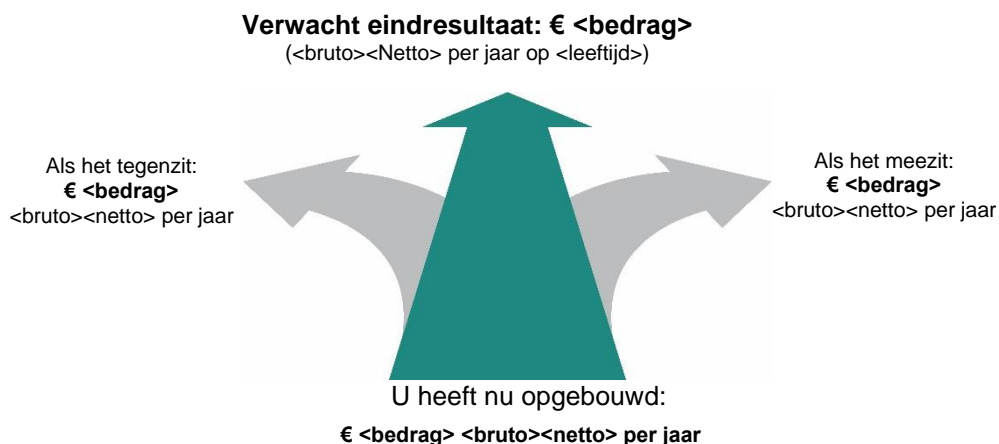 Verwacht eindresultaat: € <bedrag>
(<bruto><Netto> per jaar op <leeftijd>)
Als het tegenzit:
€ <bedrag>
<bruto><netto> per jaar
Als het meezit:
€ <bedrag>
<bruto><netto> per jaar
U heeft nu opgebouwd:
€ <bedrag> <bruto><netto> per jaar